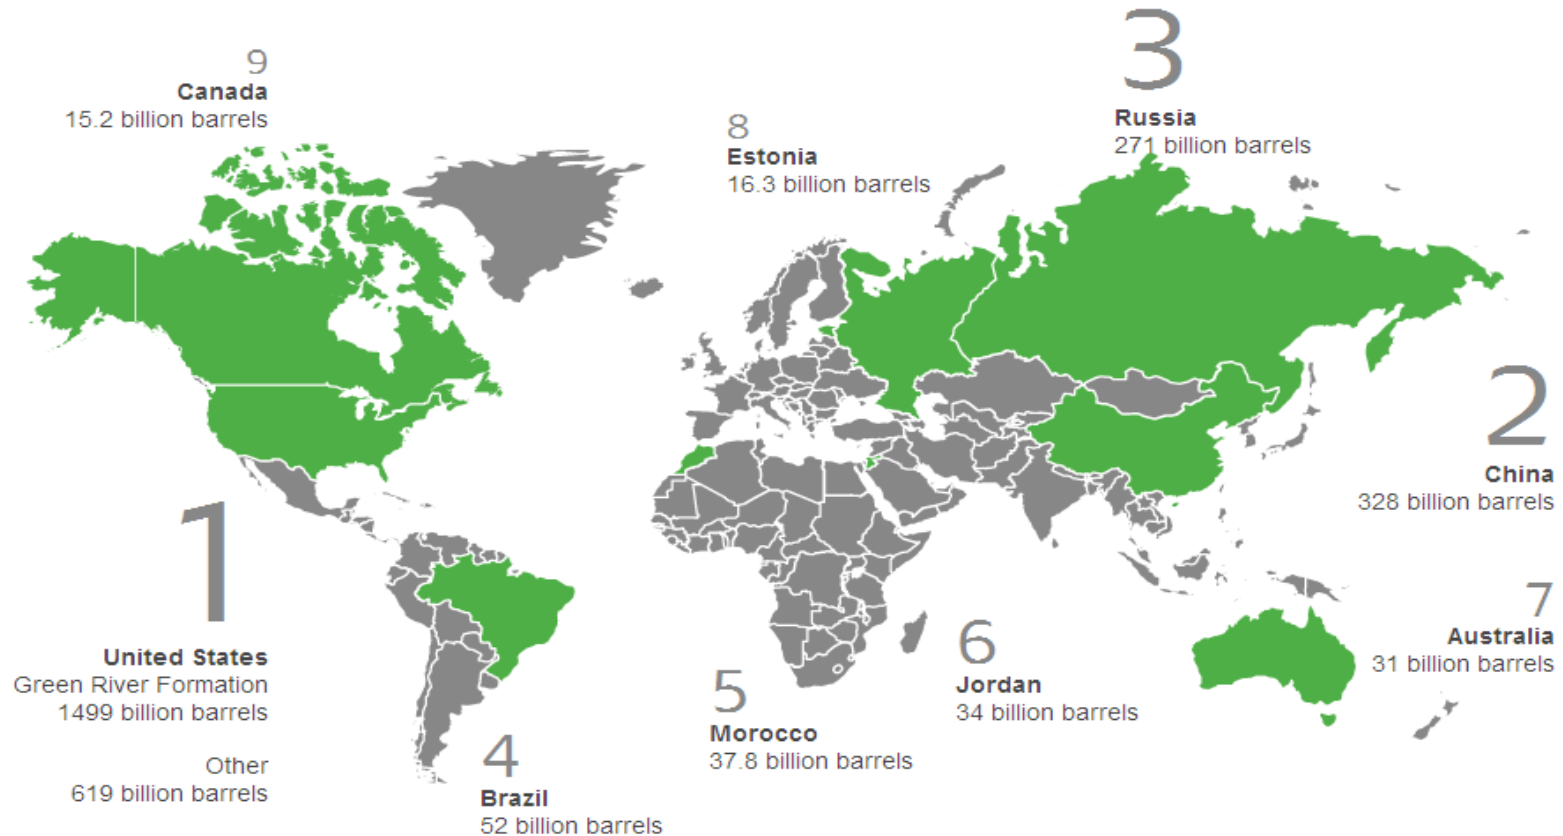 9
Canada
15.2 billion barrels
8
Estonia
16.3 billion barrels
3
Russia
271 billion barrels
2
China
328 billion barrels
1
United States
Green River Formation
1499 billion barrels
Other
619 billion barrels
4
Brazil
52 billion barrels
5
Morocco
37.8 billion barrels
6
Jordan
34 billion barrels
7
Australia
31 billion barrels